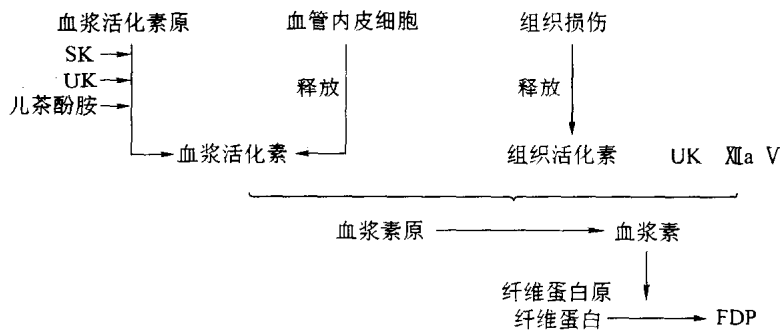 血浆活化素原 血管内皮细胞 组织损伤
SK
UK
儿茶酚胺
释放 释放
血浆活化素 组织活化素 UK Ⅻa V
血浆素原 血浆素
纤维蛋白原
纤维蛋白 FDP